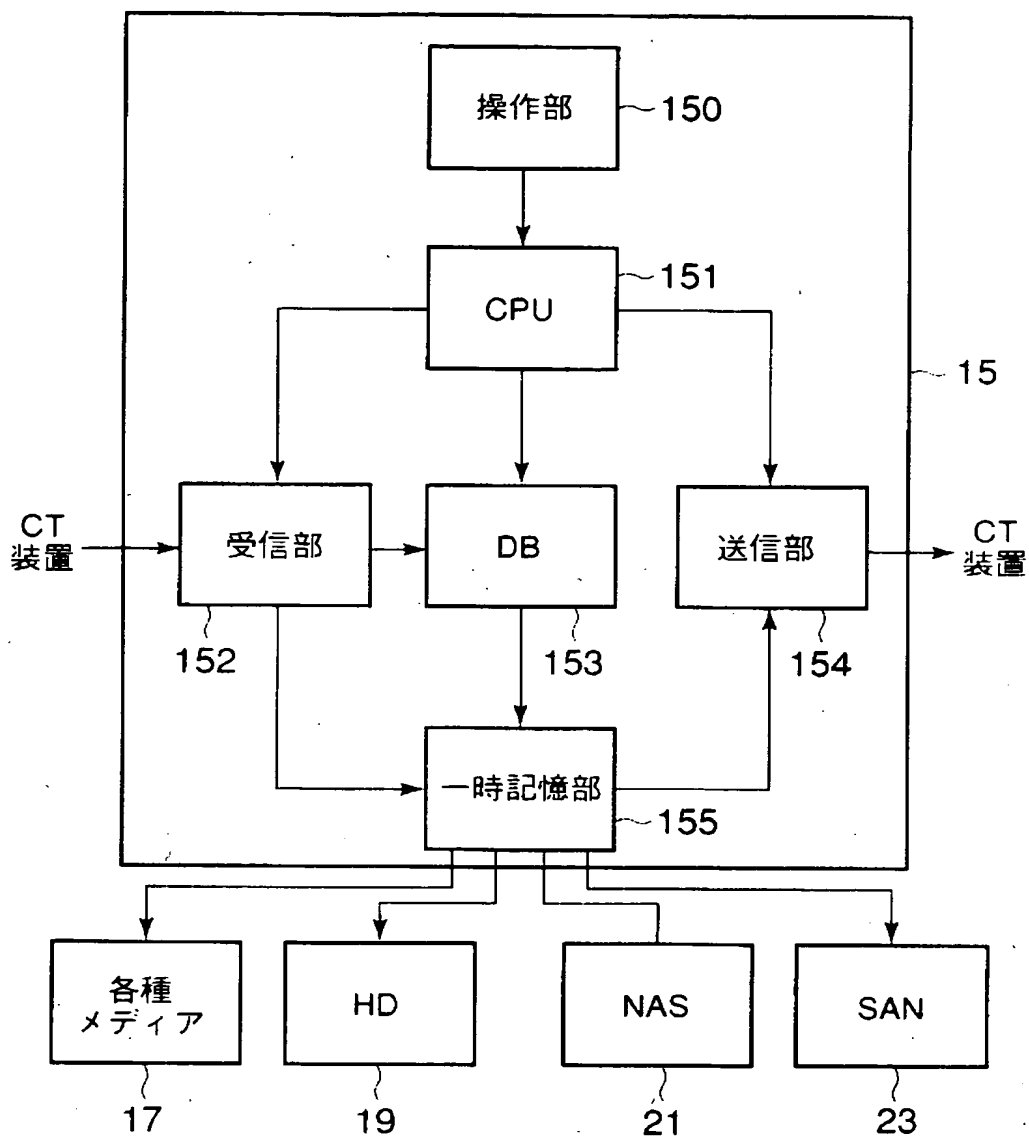 操作部
150
CPU
151
15
CT
装置
受信部
152
DB
153
送信部
154
CT
装置
一時記憶部
155
各種
メディア
17
HD
19
NAS
21
SAN
23